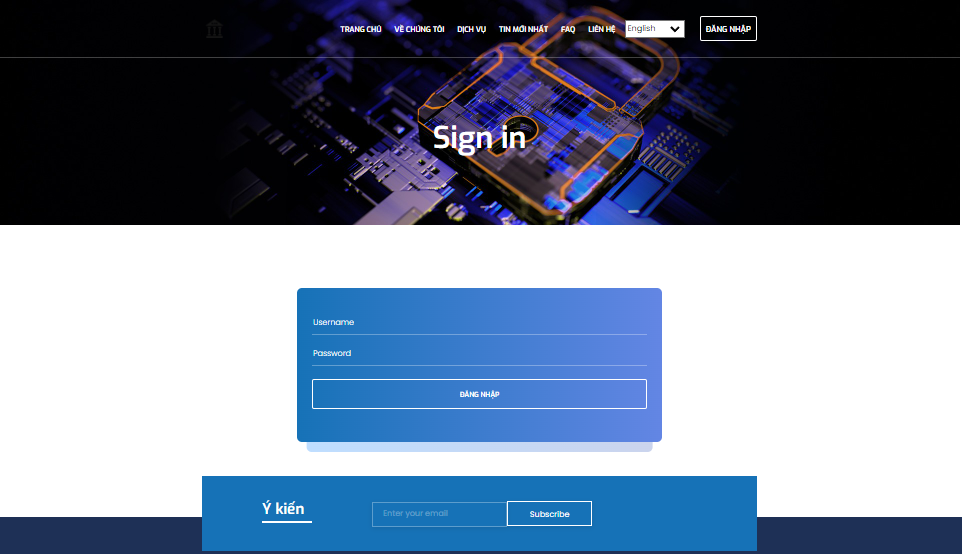 TRANG CHỦ VỀ CHÚNG TÔI DỊCH VỤ TIN MỚI NHẤT FAQ LIÊN HỆ English ĐĂNG NHẬP
Sign in
Username
Password
ĐĂNG NHẬP
Ý kiến
Enter your email
Subscribe